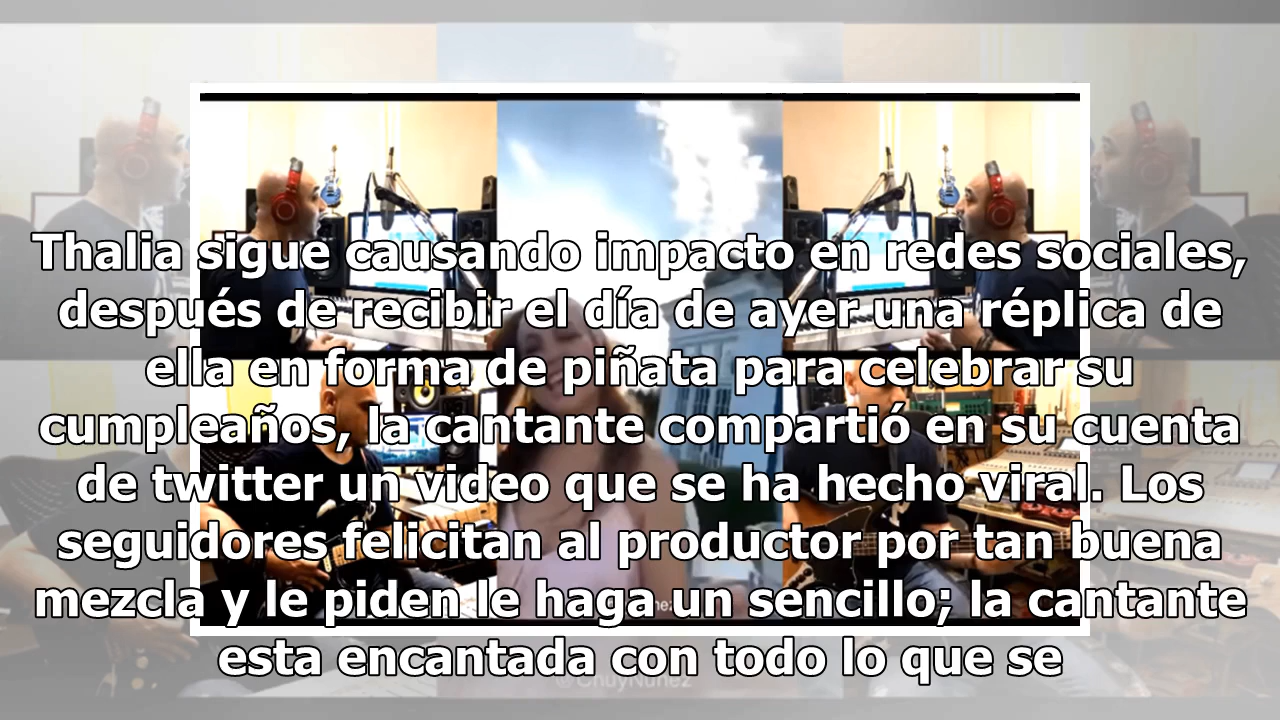 Thalia sigue causando impacto en redes sociales,
después de recibir el día de ayer una réplica de
ella en forma de piñata para celebrar su
cumpleaños, la cantante compartió en su cuenta
de twitter un video que se ha hecho viral. Los
seguidores felicitan al productor por tan buena
mezcla y le piden le haga un sencillo; la cantante
esta encantada con todo lo que se
@ChuyNuñez